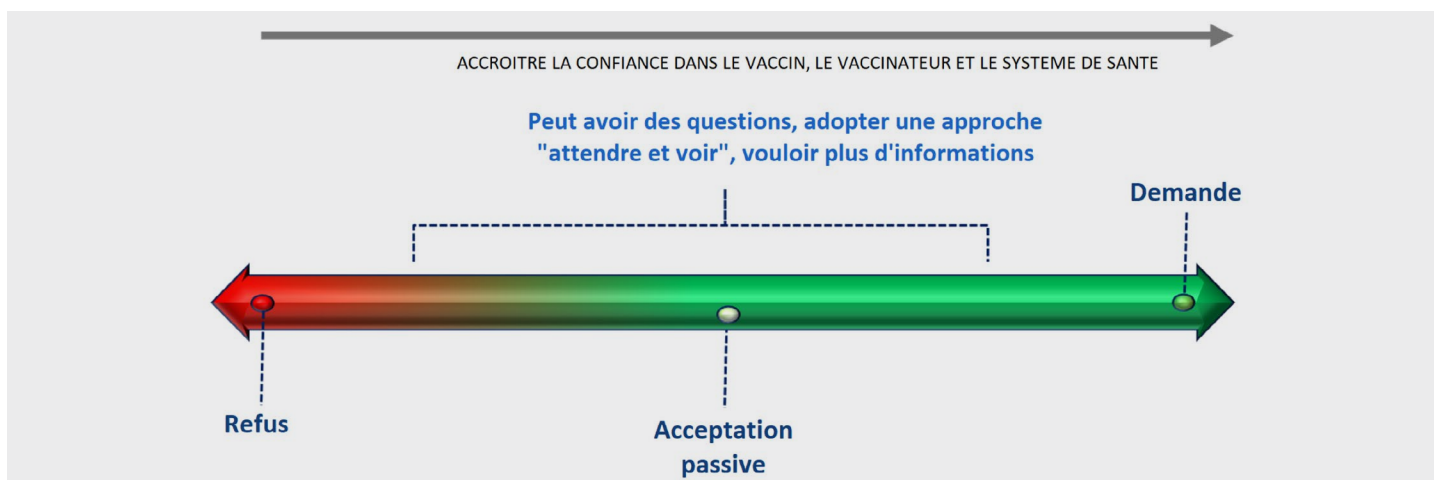 ACCROITRE LA CONFIANCE DANS LE VACCIN, LE VACCINATEUR ET LE SYSTEME DE SANTE
Peut avoir des questions, adopter une approche
"attendre et voir", vouloir plus d'informations
Demande
Refus
Acceptation
passive